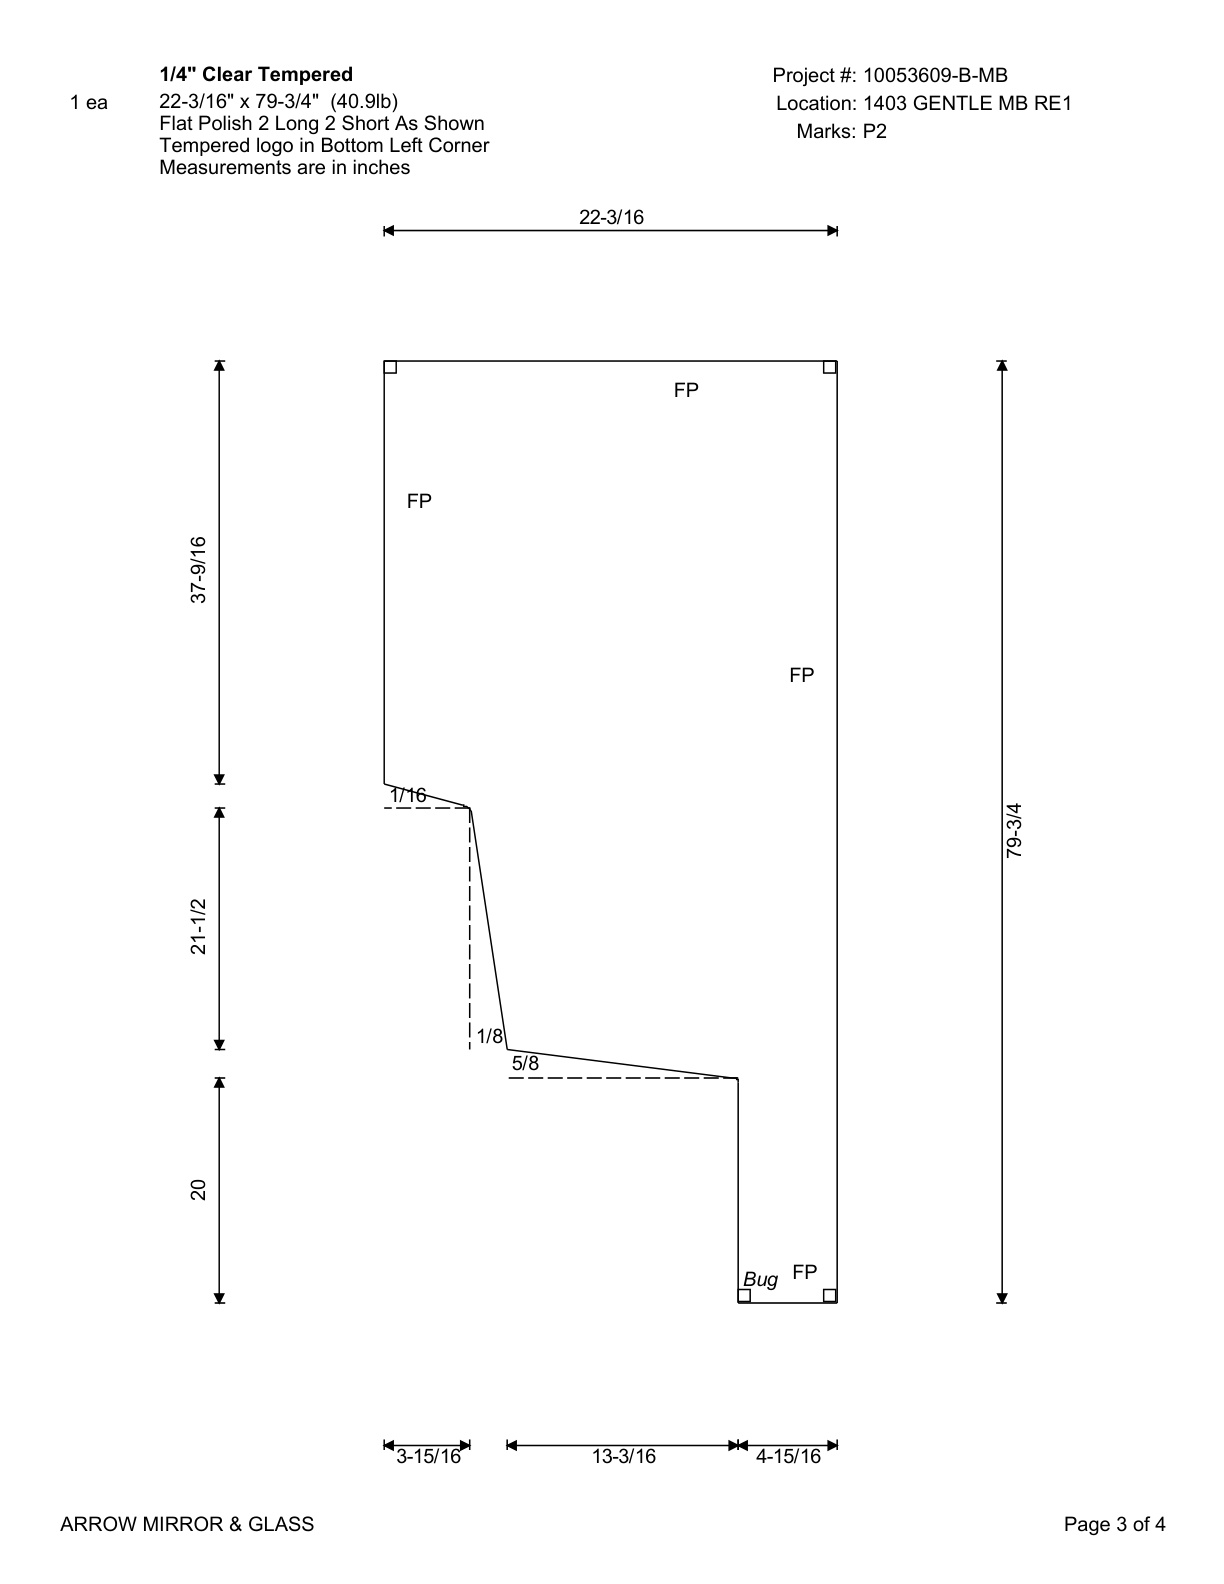 1/4" Clear Tempered
Project #: 10053609-B-MB
1 ea
22-3/16" x 79-3/4" (40.9lb)
Location: 1403 GENTLE MB RE1
Flat Polish 2 Long 2 Short As Shown
Marks: P2
Tempered logo in Bottom Left Corner
Measurements are in inches
22-3/16
FP
FP
37-9/16
FP
1/16
79-3/4
21-1/2
1/8
5/8
20
Bug
FP
3-15/16
13-3/16
4-15/16
ARROW MIRROR & GLASS
Page 3 of 4